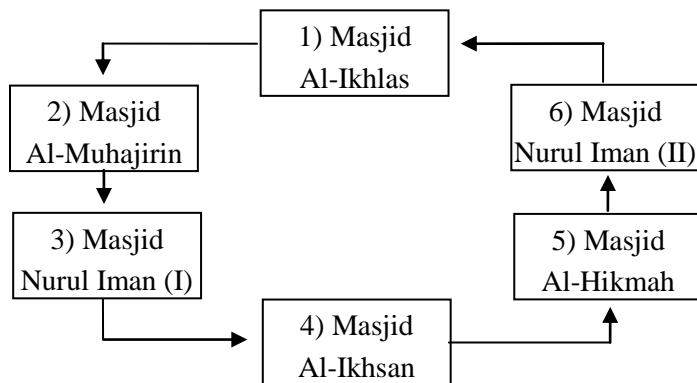 1) Masjid
Al-Ikhlas
2) Masjid
Al-Muhajirin
3) Masjid
Nurul Iman (I)
4) Masjid
Al-Ikhsan
5) Masjid
Al-Hikmah
6) Masjid
Nurul Iman (II)